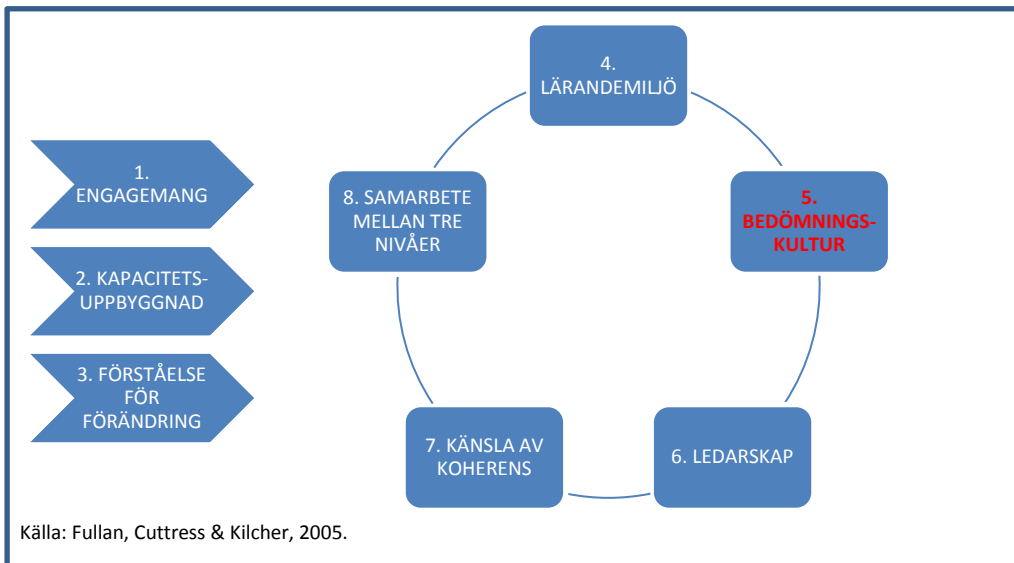 1.
ENGAGEMANG
2. KAPACITETS-
UPPBYGGNAD
3. FÖRSTÅELSE
FÖR
FÖRÄNDRING
4.
LÄRANDEMILJÖ
5.
BEDÖMNINGS-
KULTUR
6. LEDARSKAP
7. KÄNSLA AV
KOHERENS
8. SAMARBETE
MELLAN TRE
NIVÅER
Källa: Fullan, Cuttress & Kilcher, 2005.